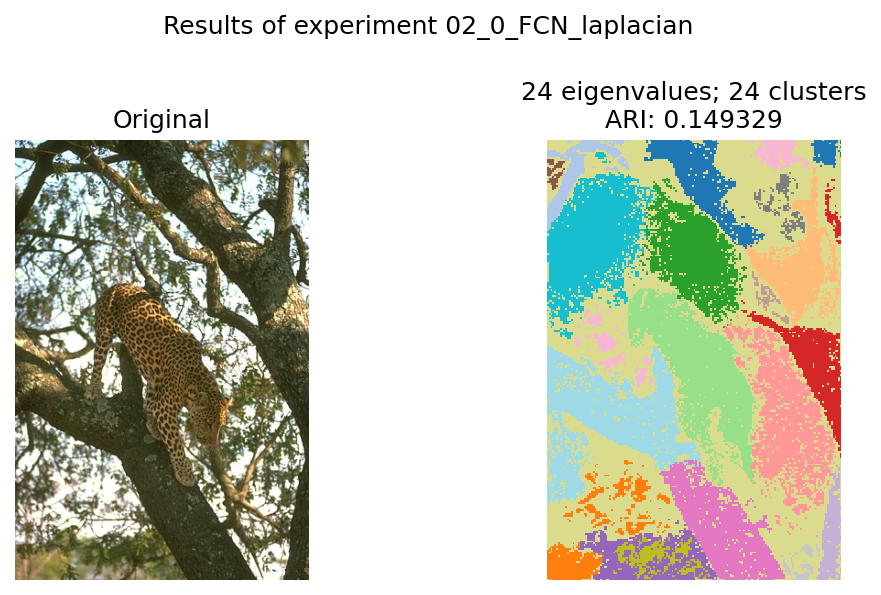 Results of experiment 02_0_FCN_laplacian
Original
24 eigenvalues; 24 clusters
ARI: 0.149329